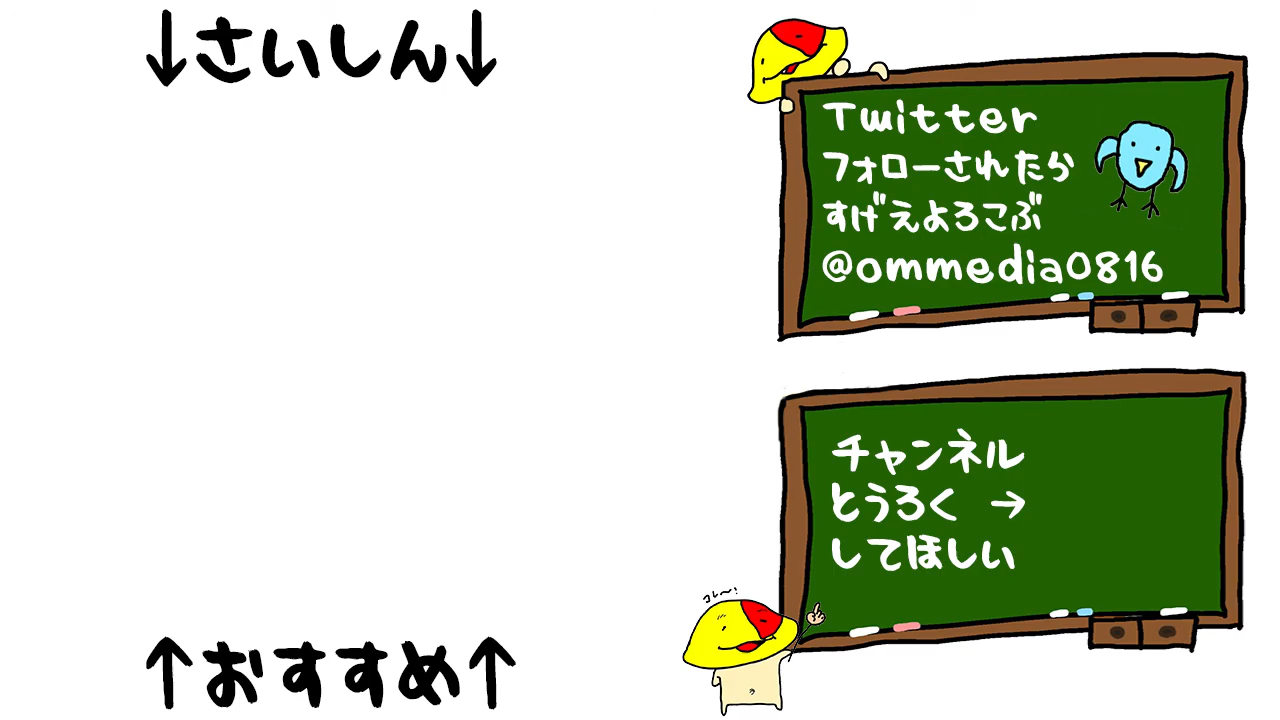 ↓さいしん↓
Twitter
フォローされたら
すげえよろこぶ
@ommedia0816
チャンネル
とうろく →
してほしい
コレ〜!
↑おすすめ↑